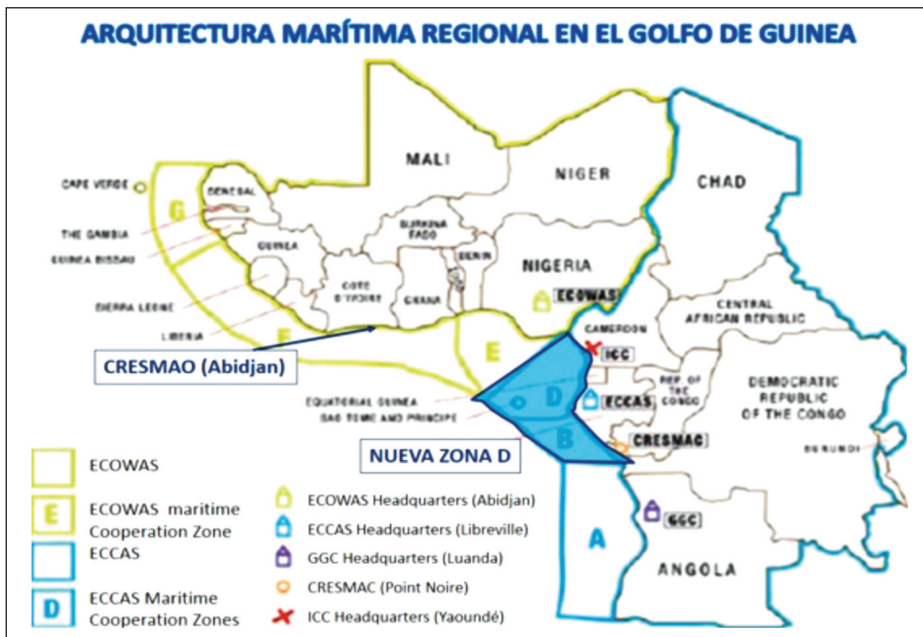 ARQUITECTURA MARÍTIMA REGIONAL EN EL GOLFO DE GUINEA
MALI
NIGER
CHAD
CAPE VERDE
SENEGAL
G
THE GAMBIA
GUINEA BISSAU
GUINEA
BURKINA
FASO
BENIN
NIGERIA
ECOWAS
COTE
D'IVOIRE
GHANA
TOGO
SIERRA LEONE
LIBERIA
F
E
CENTRAL
AFRICAN REPUBLIC
CAMEROON
ICC
CRESMAO (Abidjan)
EQUATORIAL GUINEA
SAO TOME AND PRINCIPE
D
ECCAS
REP. OF
THE
CONGO
DEMOCRATIC
REPUBLIC
OF THE CONGO
B
CRESMAC
BURUNDI
NUEVA ZONA D
A
GGC
ANGOLA
ECOWAS
E
ECOWAS maritime
Cooperation Zone
ECCAS
D
ECCAS Maritime
Cooperation Zones
ECOWAS Headquarters (Abidjan)
ECCAS Headquarters (Libreville)
GGC Headquarters (Luanda)
CRESMAC (Point Noire)
ICC Headquarters (Yaoundé)